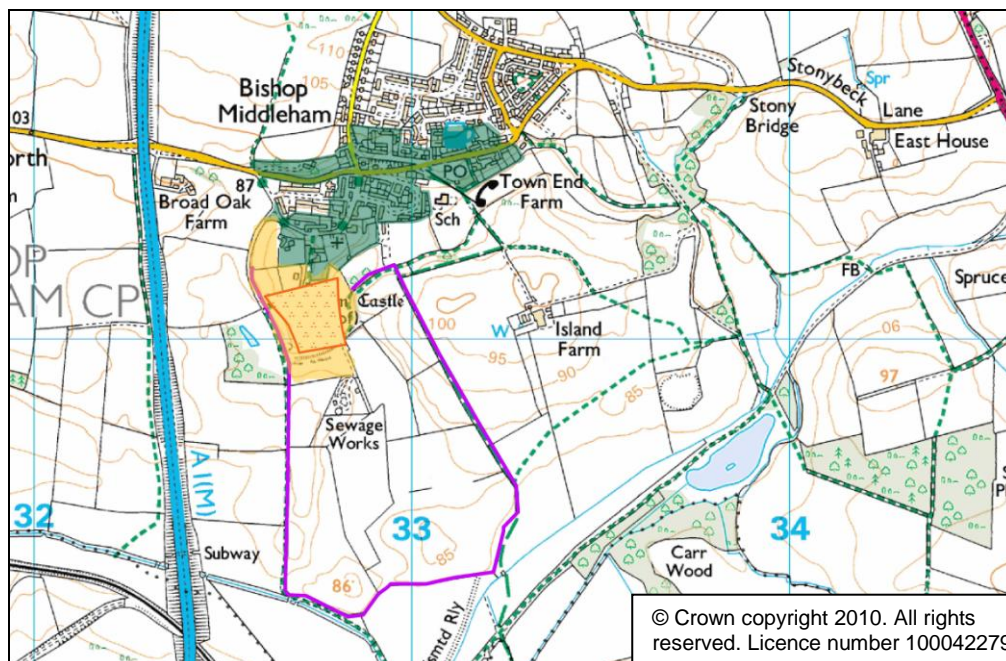 110
105
Bishop
Middleham
Spr
Stonybeck
Lane
Stony
Bridge
East House
03
orth
87
Broad Oak
Farm
PO
Sch
Town End
Farm
FB
OP
AM CP
Castle
100
W
Island
Farm
95
90
85
Spruce
06
97
Sewage
Works
A1(M)
32
33
34
Subway
85
86
Carr
Wood
smtd Rly
© Crown copyright 2010. All rights
reserved. Licence number 100042279